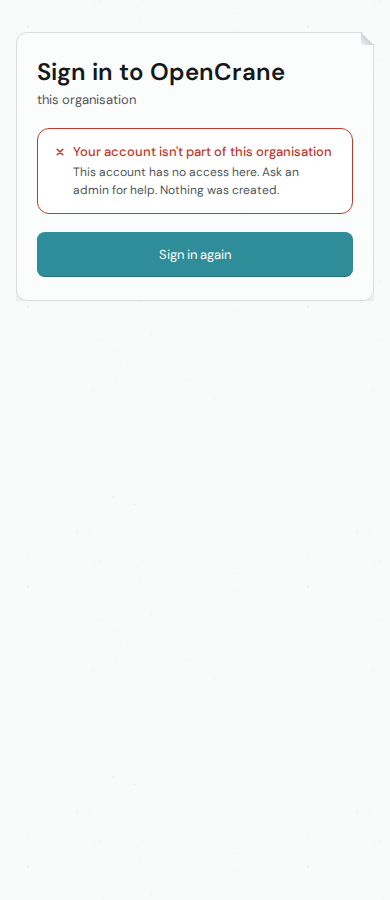 Sign in to OpenCrane
this organisation
× Your account isn't part of this organisation
This account has no access here. Ask an
admin for help. Nothing was created.
Sign in again